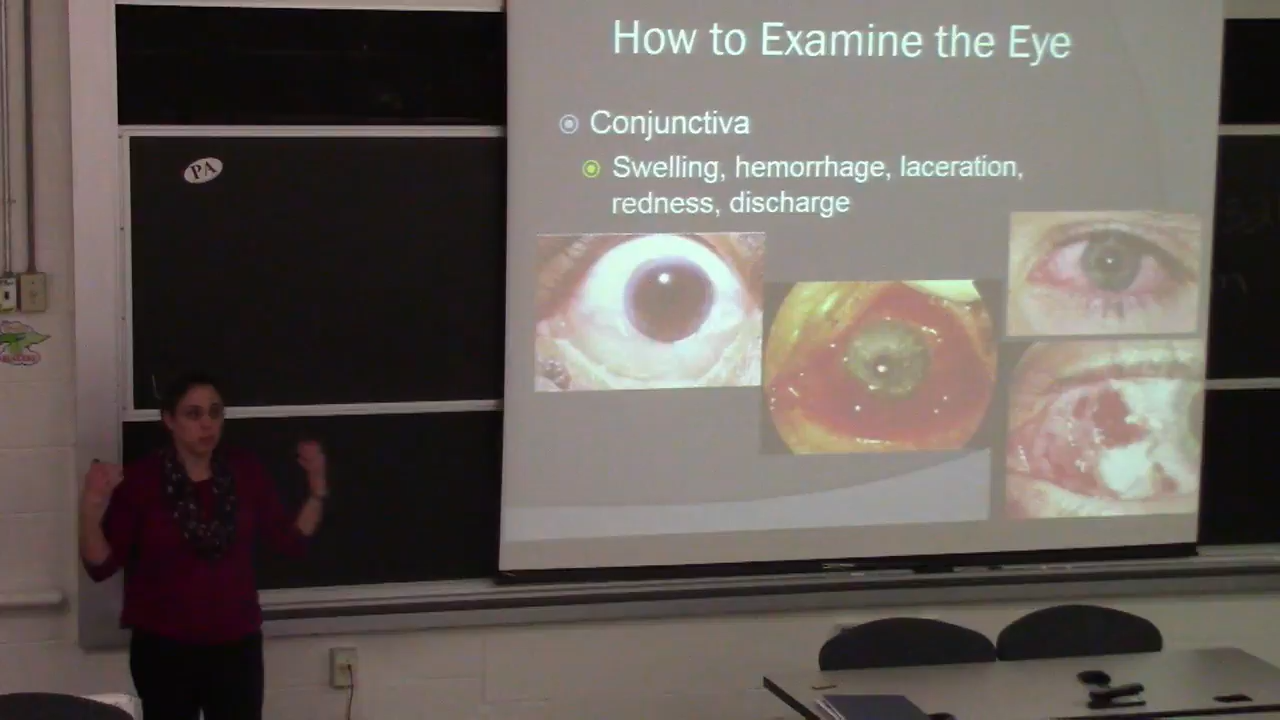 How to Examine the Eye
Conjunctiva
Swelling, hemorrhage, laceration,
redness, discharge
PA